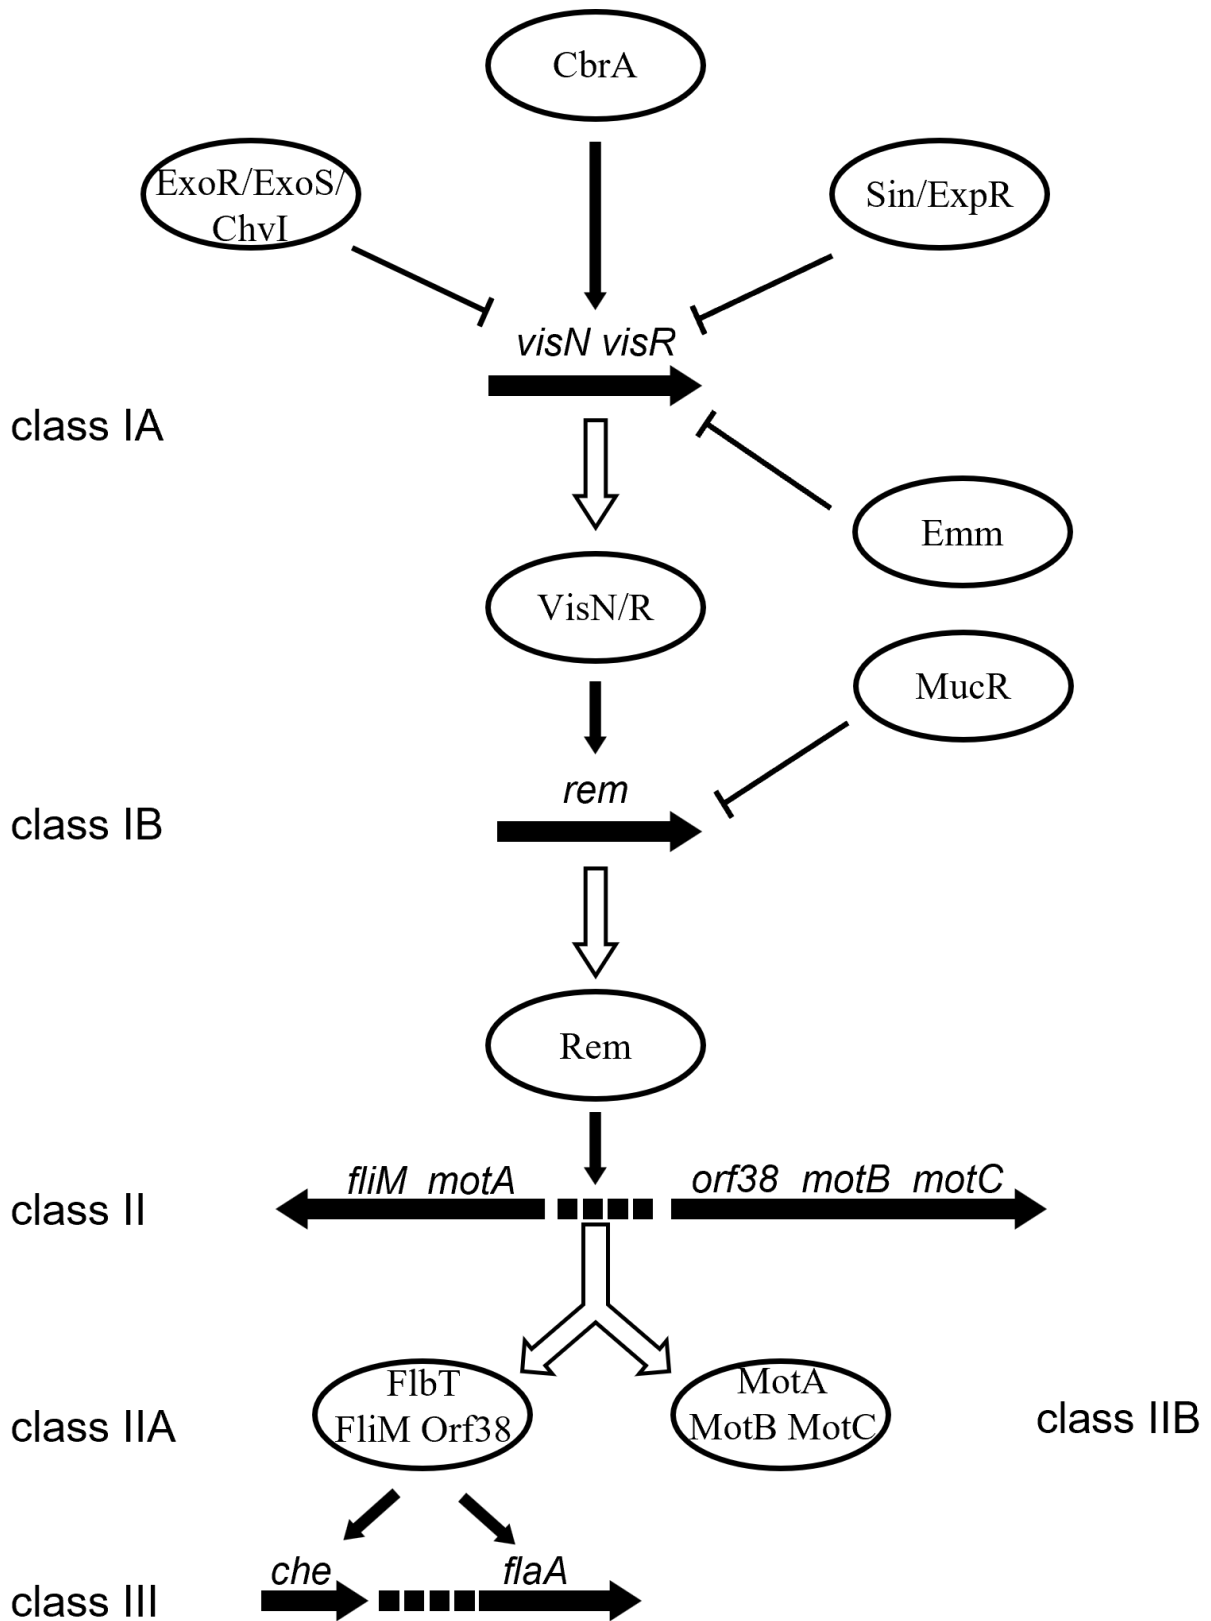 CbrA
ExoR/ExoS/
ChvI
Sin/ExpR
visN visR
class IA
Emm
VisN/R
MucR
rem
class IB
Rem
fliM motA
orf38 motB motC
class II
FlbT
FliM Orf38
MotA
MotB MotC
class IIA
class IIB
che
flaA
class III